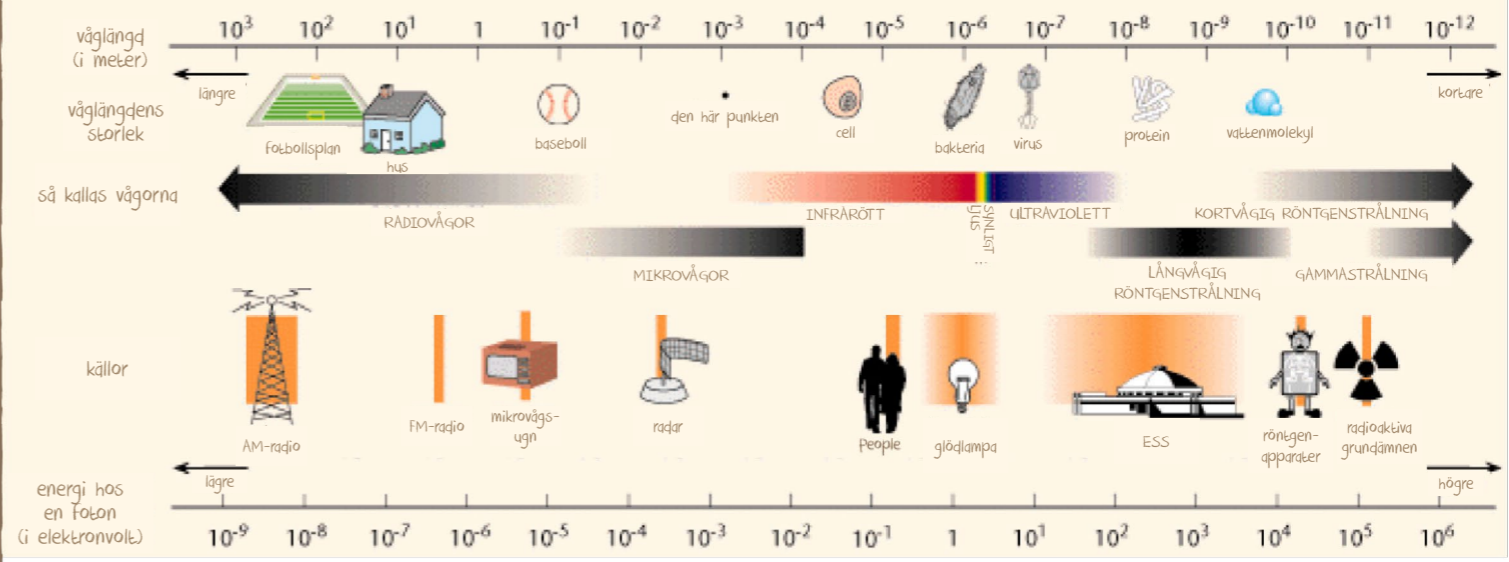 våglängd
(i meter)
10³ 10² 10¹ 1 10⁻¹ 10⁻² 10⁻³ 10⁻⁴ 10⁻⁵ 10⁻⁶ 10⁻⁷ 10⁻⁸ 10⁻⁹ 10⁻¹⁰ 10⁻¹¹ 10⁻¹²
längre
kortare
våglängdens
storlek
fotbollsplan
hus
baseboll
den här punkten
cell
bakteria
virus
protein
vattenmolekyl
så kallas vågorna
RADIOVÅGOR
INFRARÖTT
SYNLIGT
LJUS
ULTRAVIOLETT
KORTVÅGIG RÖNTGENSTRÅLNING
MIKROVÅGOR
LÅNGVÅGIG
RÖNTGENSTRÅLNING
GAMMASTRÅLNING
källor
AM-radio
FM-radio
mikrovågs-
ugn
radar
People
glödlampa
ESS
röntgen-
apparater
radioaktiva
grundämnen
lägre
högre
energi hos
en foton
(i elektronvolt)
10⁻⁹ 10⁻⁸ 10⁻⁷ 10⁻⁶ 10⁻⁵ 10⁻⁴ 10⁻³ 10⁻² 10⁻¹ 1 10¹ 10² 10³ 10⁴ 10⁵ 10⁶